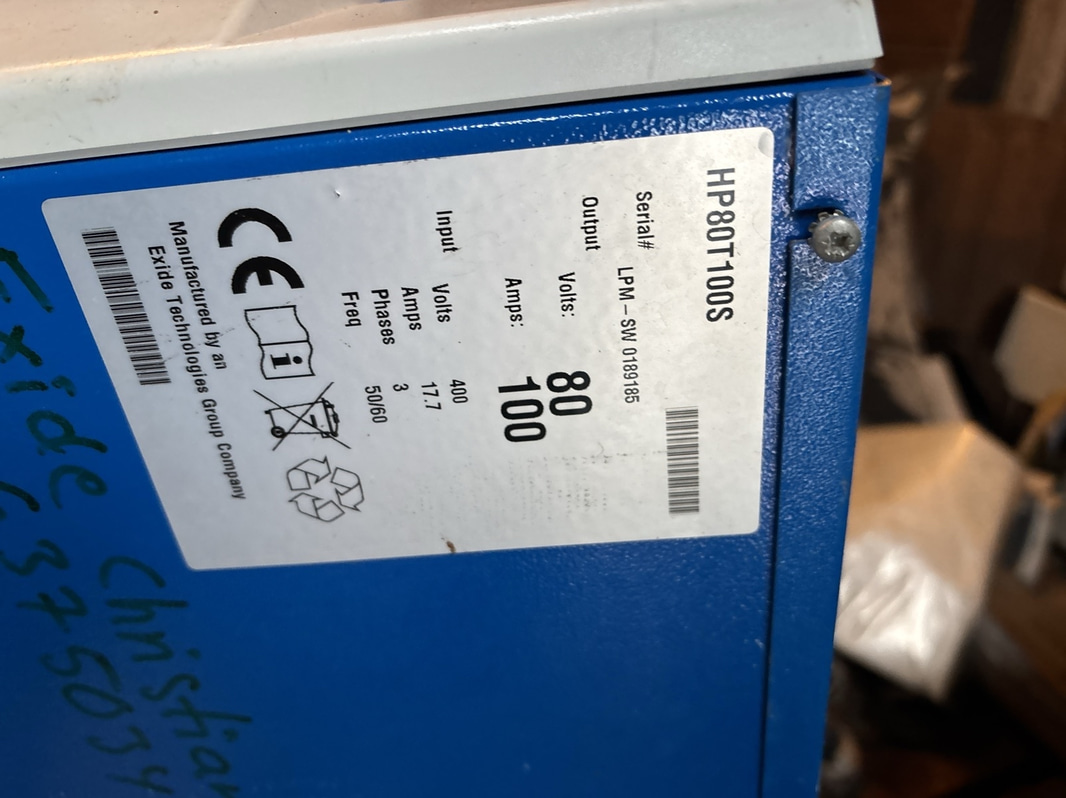 HP80T100S
Serial# LPM – SW 0189185
Output Volts: 80
Amps: 100
Input Volts 400
Amps 17.7
Phases 3
Freq 50/60
CE
i
Manufactured by an
Exide Technologies Group Company
Christian
Exide